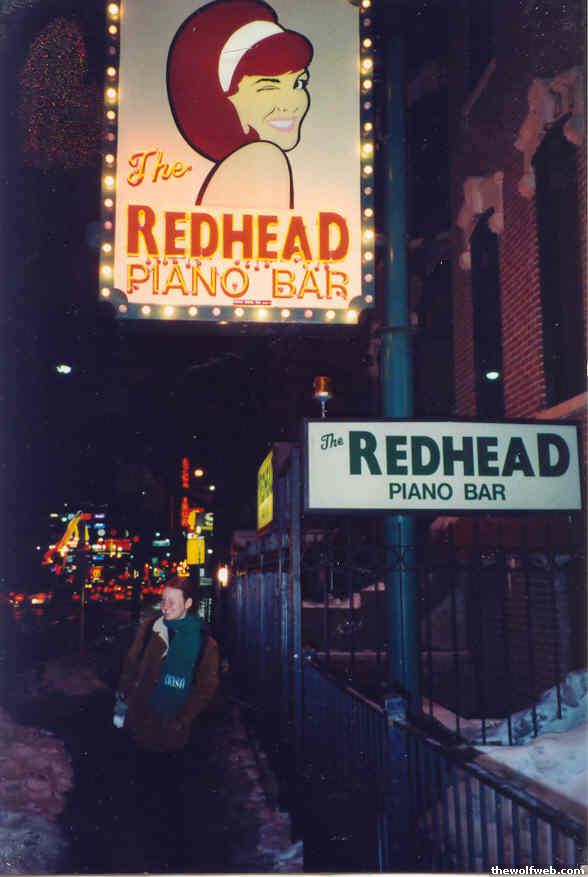 The
REDHEAD
PIANO BAR
The REDHEAD
PIANO BAR
thewolfweb.com